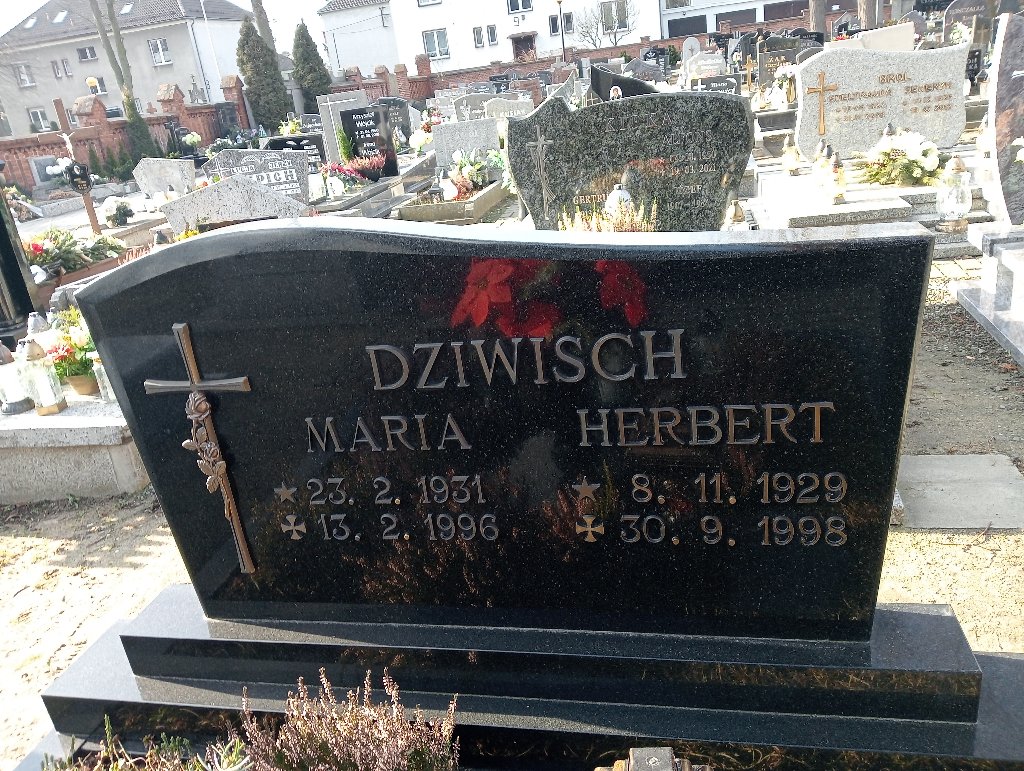 DZIWISCH
MARIA HERBERT
23. 2. 1931 8. 11. 1929
13. 2. 1996 30. 9. 1998